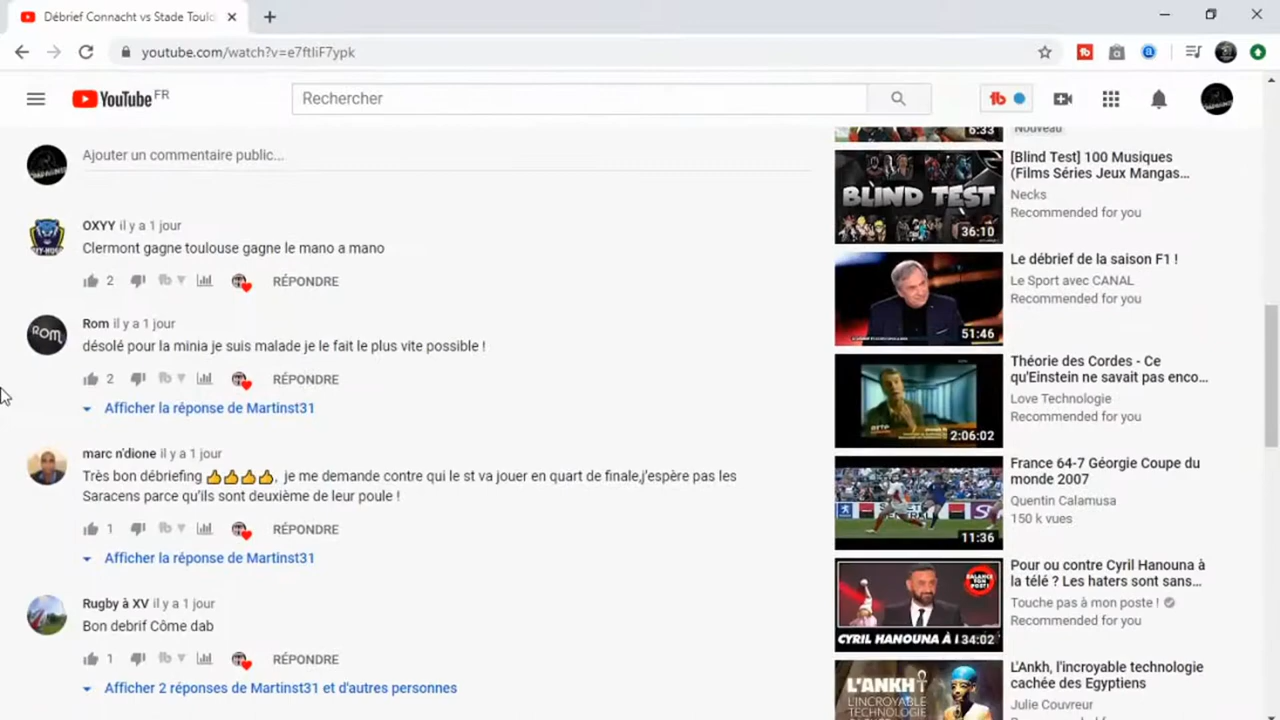 Débrief Connacht vs Stade Toulo
youtube.com/watch?v=e7ftIiF7ypk
YouTube FR
Rechercher
Ajouter un commentaire public...
OXYY il y a 1 jour
Clermont gagne toulouse gagne le mano a mano
2 RÉPONDRE
Rom il y a 1 jour
désolé pour la minia je suis malade je le fait le plus vite possible !
2 RÉPONDRE
Afficher la réponse de Martinst31
marc n'dione il y a 1 jour
Très bon débriefing 👍👍👍👍, je me demande contre qui le st va jouer en quart de finale,j'espère pas les
Saracens parce qu'ils sont deuxième de leur poule !
1 RÉPONDRE
Afficher la réponse de Martinst31
Rugby à XV il y a 1 jour
Bon debrif Côme dab
1 RÉPONDRE
Afficher 2 réponses de Martinst31 et d'autres personnes
6:33
Nouveau
BLIND TEST
36:10
[Blind Test] 100 Musiques
(Films Séries Jeux Mangas...
Necks
Recommended for you
51:46
Le débrief de la saison F1 !
Le Sport avec CANAL
Recommended for you
2:06:02
Théorie des Cordes - Ce
qu'Einstein ne savait pas enco...
Love Technologie
Recommended for you
11:36
France 64-7 Géorgie Coupe du
monde 2007
Quentin Calamusa
150 k vues
BALANCE
TON
POST!
CYRIL HANOUNA À
34:02
Pour ou contre Cyril Hanouna à
la télé ? Les haters sont sans...
Touche pas à mon poste !
Recommended for you
L'ANKH
L'INCROYABLE
TECHNOLOGIE
L'Ankh, l'incroyable technologie
cachée des Egyptiens
Julie Couvreur